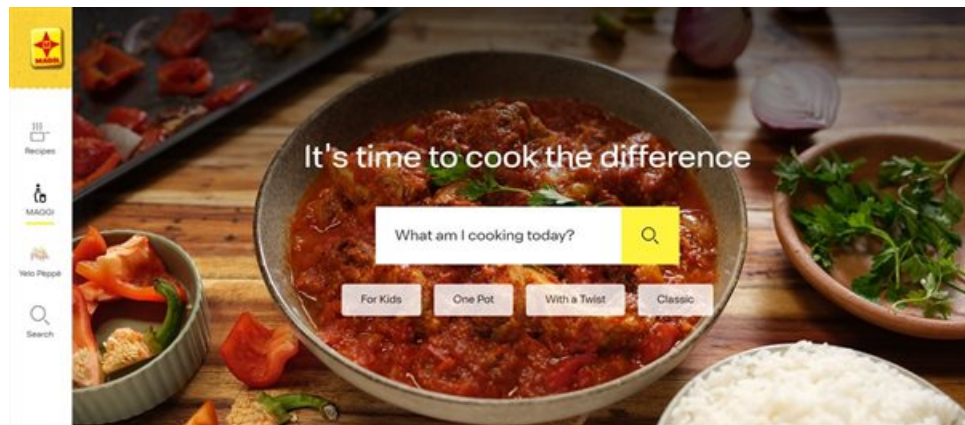 MAGGI
Recipes
MAGGI
Yelo Peppe
Search
It's time to cook the difference
What am I cooking today?
For Kids
One Pot
With a Twist
Classic